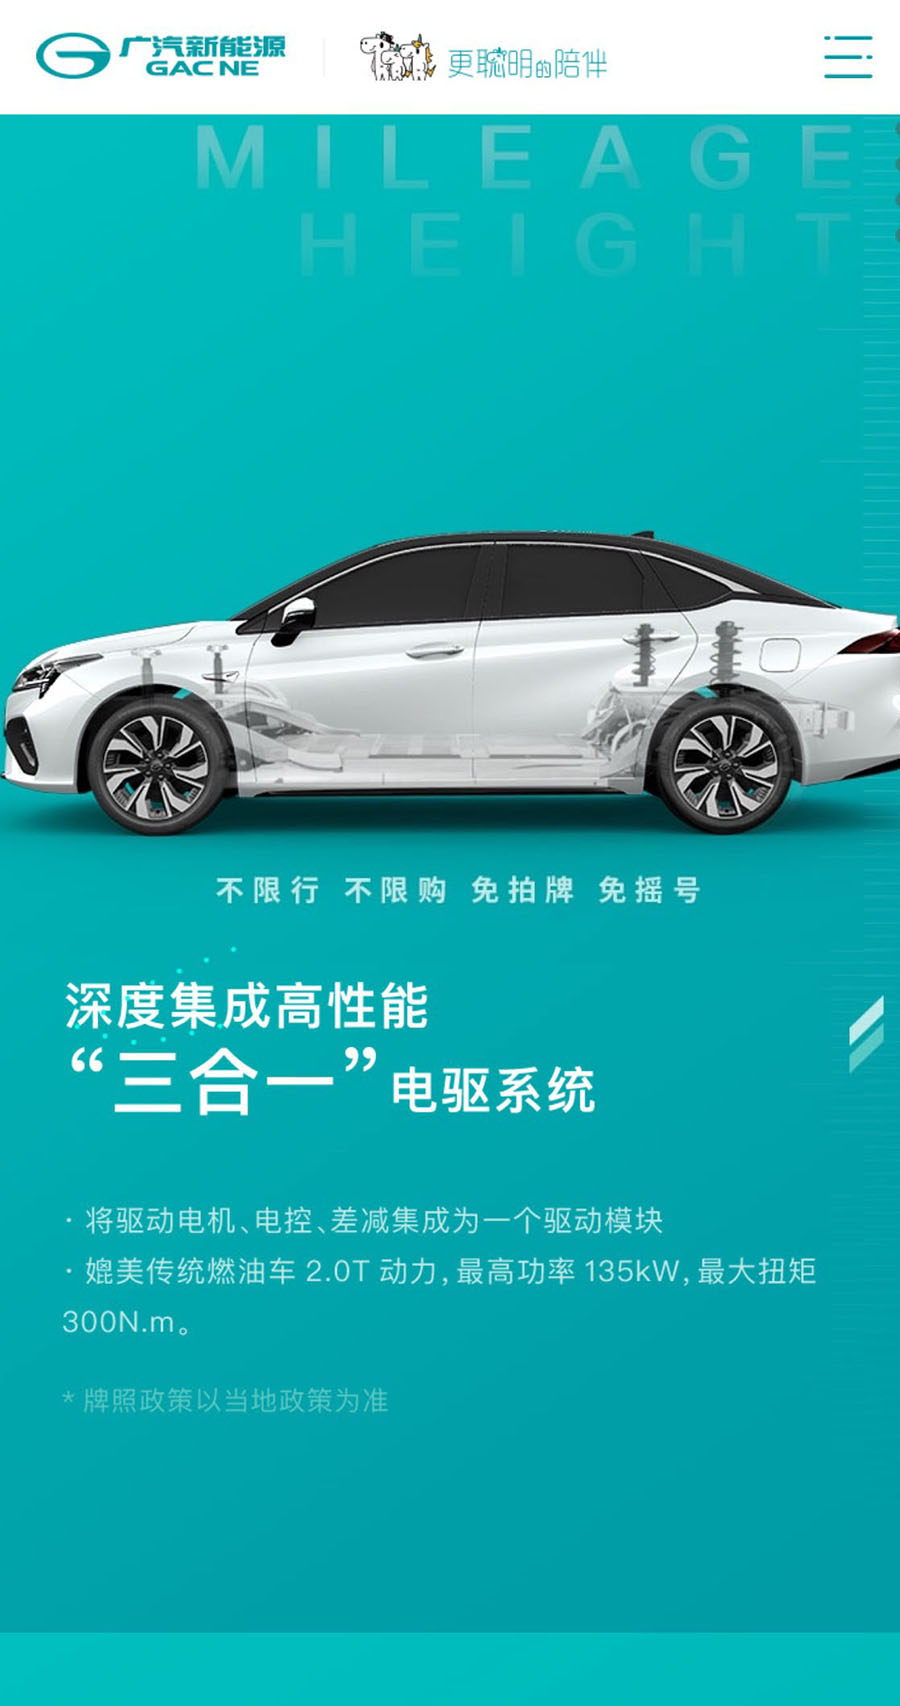 广汽新能源
GAC NE
更聪明的陪伴
MILEAGE
HEIGHT
不限行 不限购 免拍牌 免摇号
深度集成高性能
“三合一”电驱系统
· 将驱动电机、电控、差减集成为一个驱动模块
· 媲美传统燃油车 2.0T 动力，最高功率 135kW，最大扭矩
300N.m。
* 牌照政策以当地政策为准